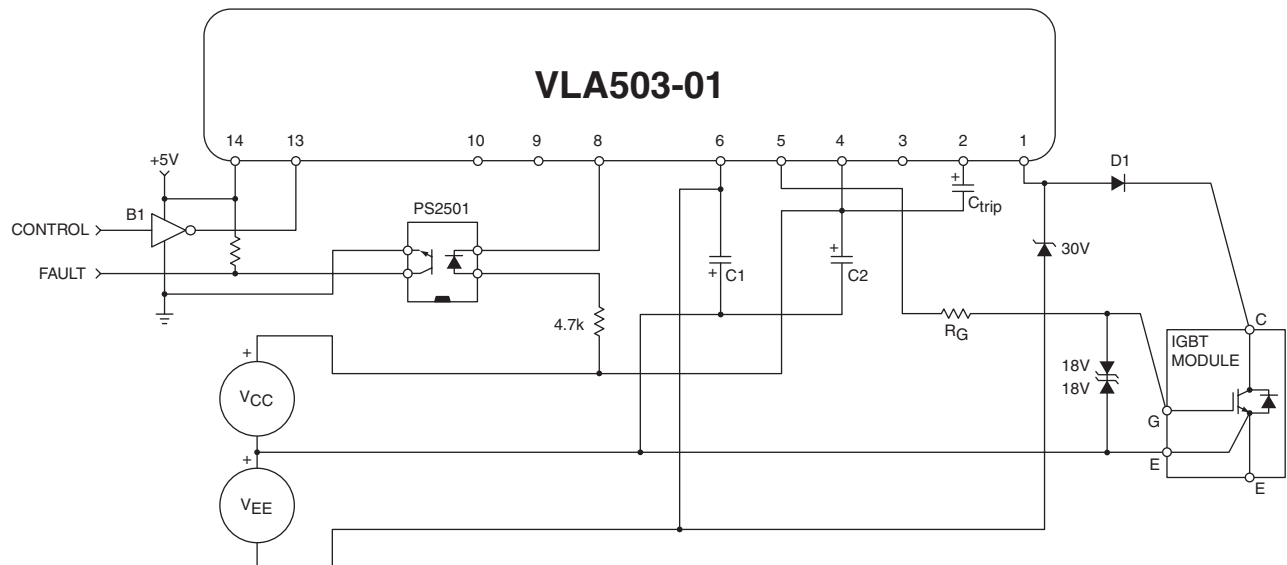 VLA503-01
14 13 10 9 8 6 5 4 3 2 1
+5V
D1
B1
PS2501
+
Ctrip
CONTROL
30V
FAULT
+
C1
+
C2
4.7k
RG
C
IGBT
MODULE
+
VCC
18V
18V
G
+
E
VEE
E